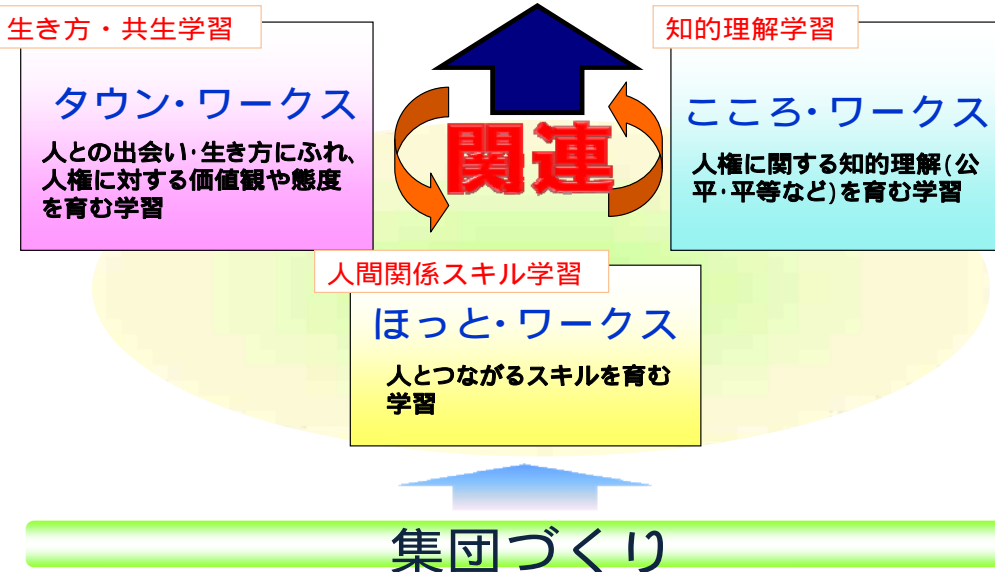 生き方・共生学習
タウン・ワークス
人との出会い・生き方にふれ、
人権に対する価値観や態度
を育む学習
関連
知的理解学習
こころ・ワークス
人権に関する知的理解(公
平・平等など)を育む学習
人間関係スキル学習
ほっと・ワークス
人とつながるスキルを育む
学習
集団づくり